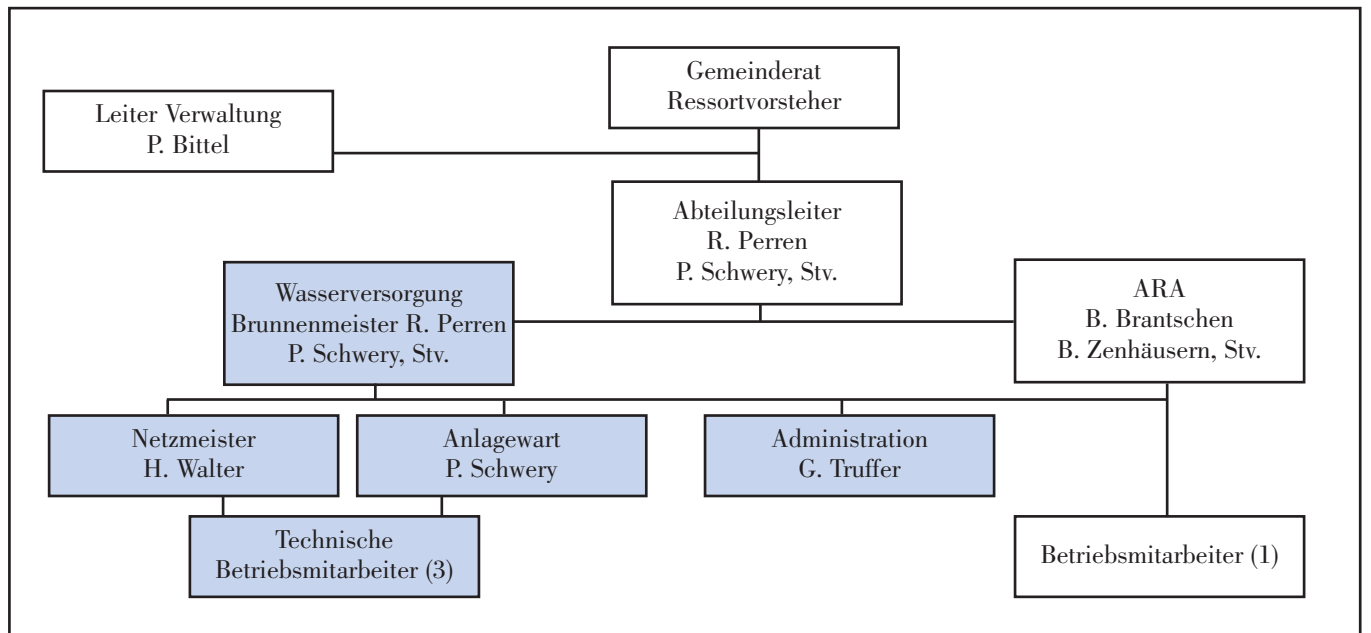 Gemeinderat
Ressortvorsteher
Leiter Verwaltung
P. Bittel
Abteilungsleiter
R. Perren
P. Schwery, Stv.
Wasserversorgung
Brunnenmeister R. Perren
P. Schwery, Stv.
ARA
B. Brantschen
B. Zenhäusern, Stv.
Netzmeister
H. Walter
Anlagewart
P. Schwery
Administration
G. Truffer
Technische
Betriebsmitarbeiter (3)
Betriebsmitarbeiter (1)